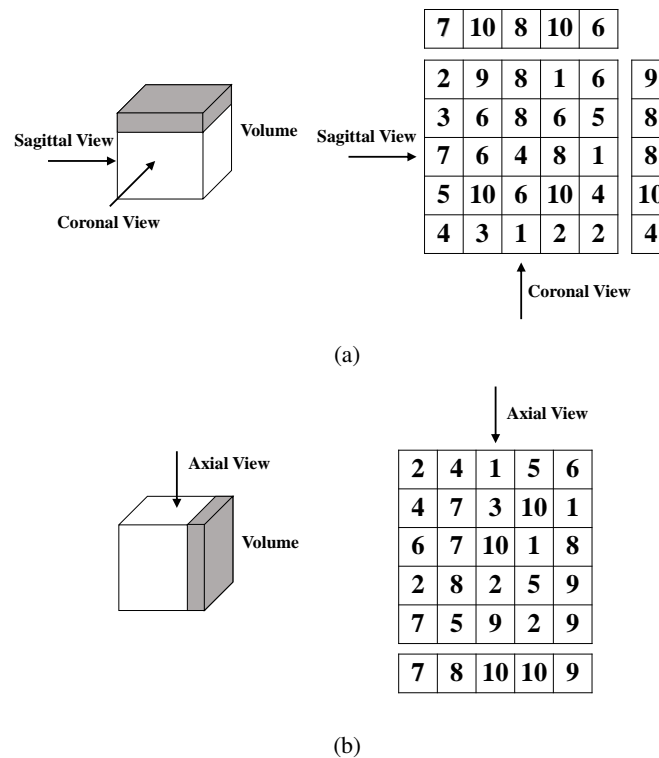 7 10 8 10 6
2 9 8 1 6 9
Volume
3 6 8 6 5 8
Sagittal View
Sagittal View
7 6 4 8 1 8
5 10 6 10 4 10
Coronal View
4 3 1 2 2 4
Coronal View
(a)
Axial View
Axial View
2 4 1 5 6
4 7 3 10 1
Volume
6 7 10 1 8
2 8 2 5 9
7 5 9 2 9
7 8 10 10 9
(b)